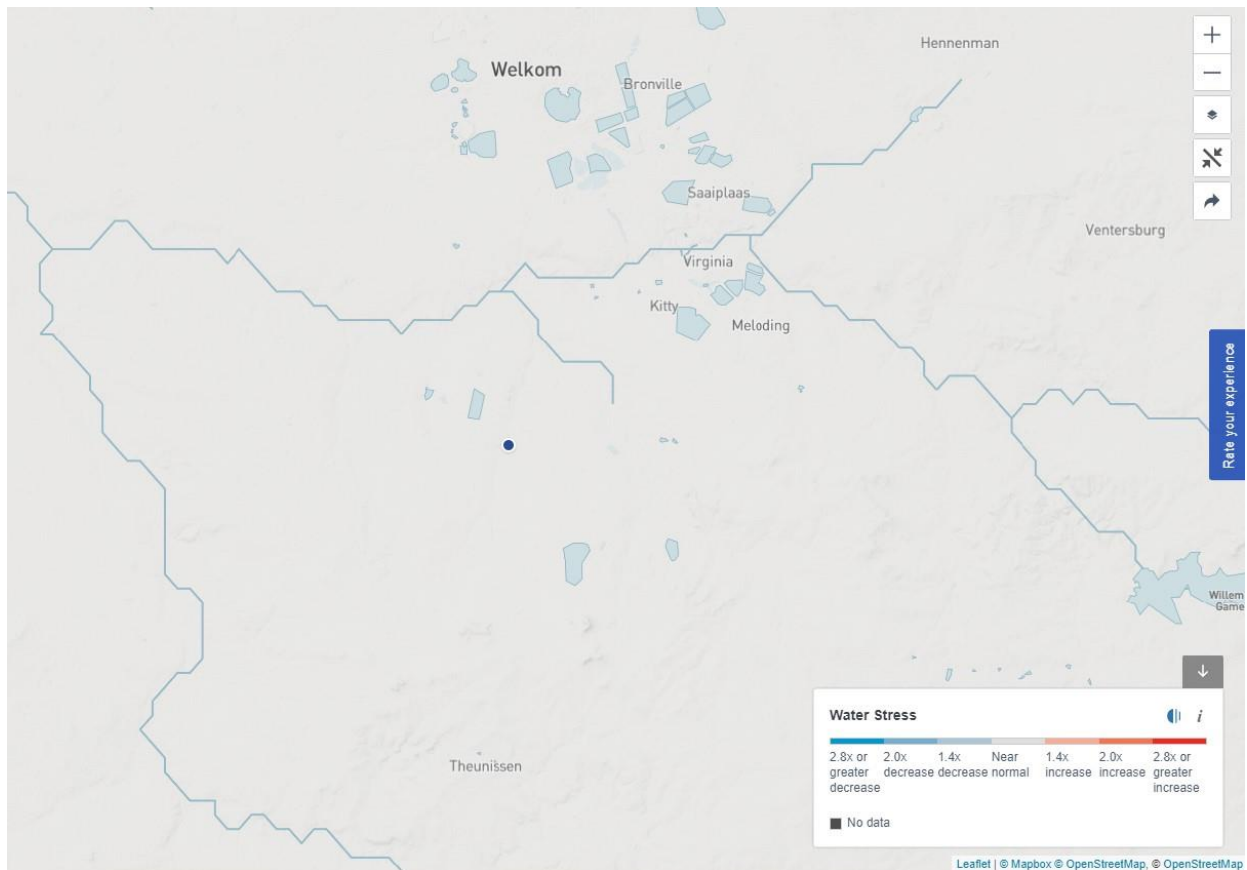 Hennenman
Welkom
Bronville
Saaiplaas
Ventersburg
Virginia
Kitty
Meloding
Rate your experience
Willem
Game
Water Stress
i
2.8x or greater decrease
2.0x decrease
1.4x decrease
Near normal
1.4x increase
2.0x increase
2.8x or greater increase
No data
Theunissen
Leaflet | © Mapbox © OpenStreetMap, © OpenStreetMap